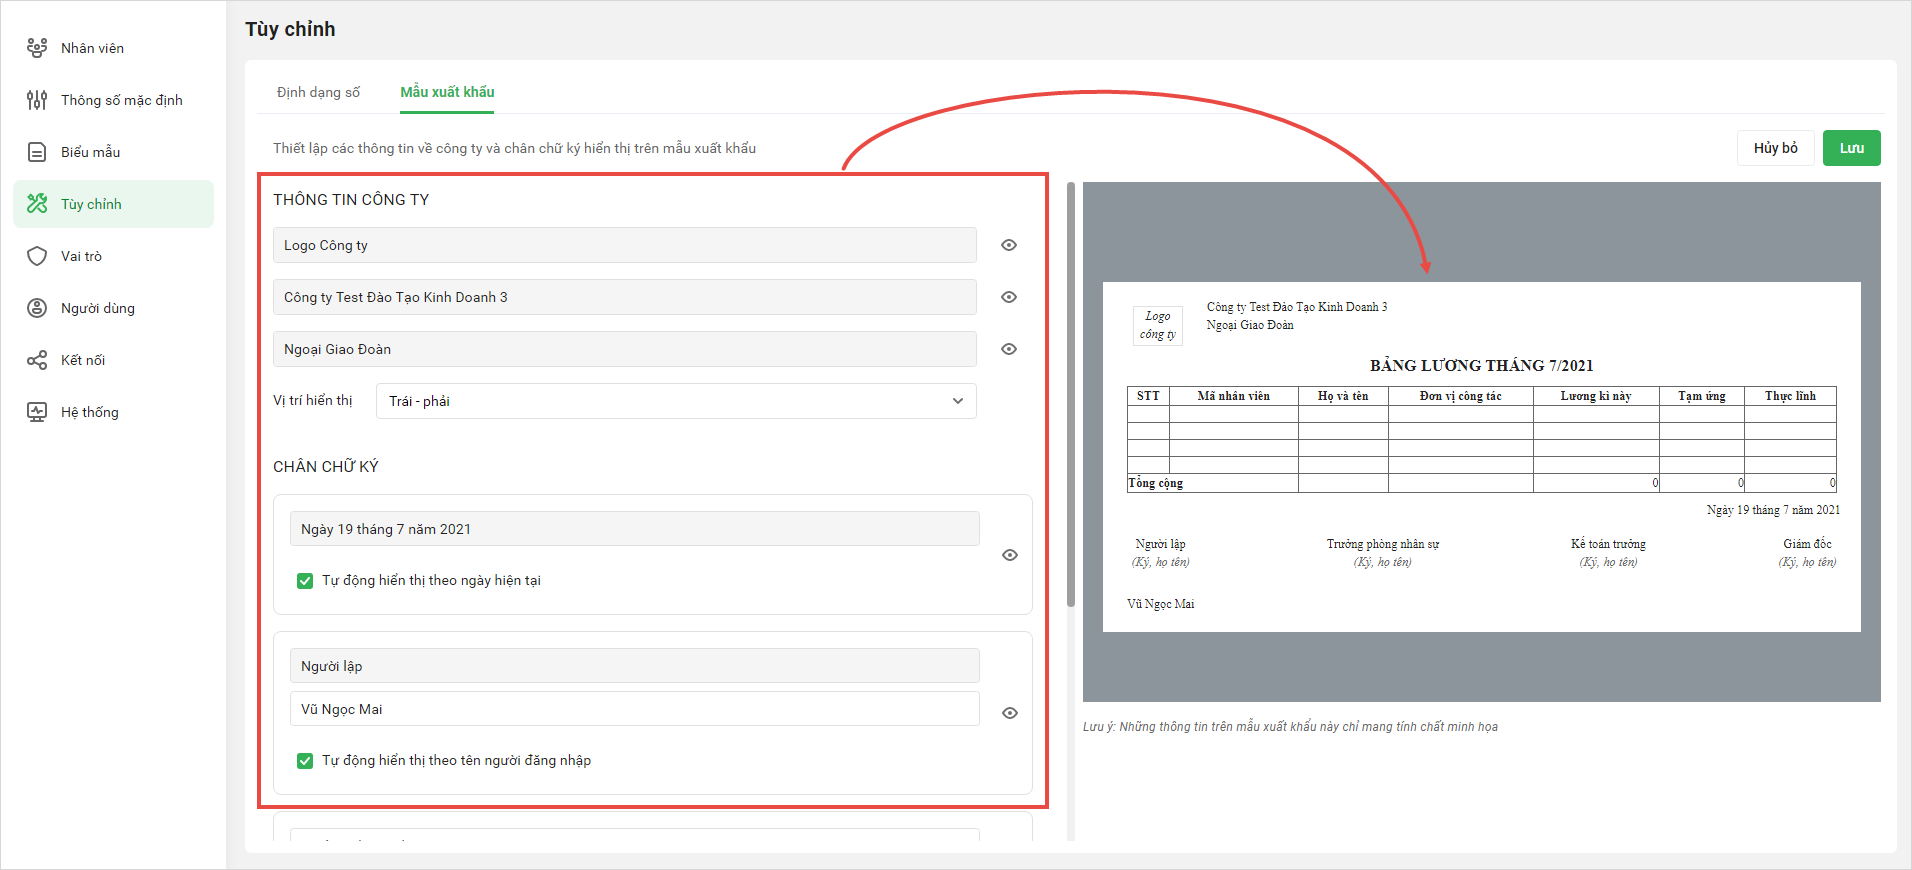 Nhân viên
Thông số mặc định
Biểu mẫu
Tùy chỉnh
Vai trò
Người dùng
Kết nối
Hệ thống
Tùy chỉnh
Định dạng số
Mẫu xuất khẩu
Thiết lập các thông tin về công ty và chân chữ ký hiển thị trên mẫu xuất khẩu
Hủy bỏ
Lưu
THÔNG TIN CÔNG TY
Logo Công ty
Công ty Test Đào Tạo Kinh Doanh 3
Ngoại Giao Đoàn
Vị trí hiển thị
Trái - phải
CHÂN CHỮ KÝ
Ngày 19 tháng 7 năm 2021
Tự động hiển thị theo ngày hiện tại
Người lập
Vũ Ngọc Mai
Tự động hiển thị theo tên người đăng nhập
Logo
công ty
Công ty Test Đào Tạo Kinh Doanh 3
Ngoại Giao Đoàn
BẢNG LƯƠNG THÁNG 7/2021
STT Mã nhân viên Họ và tên Đơn vị công tác Lương kì này Tạm ứng Thực lĩnh
Tổng cộng 0 0 0
Ngày 19 tháng 7 năm 2021
Người lập Trưởng phòng nhân sự Kế toán trưởng Giám đốc
(Ký, họ tên) (Ký, họ tên) (Ký, họ tên) (Ký, họ tên)
Vũ Ngọc Mai
Lưu ý: Những thông tin trên mẫu xuất khẩu này chỉ mang tính chất minh họa